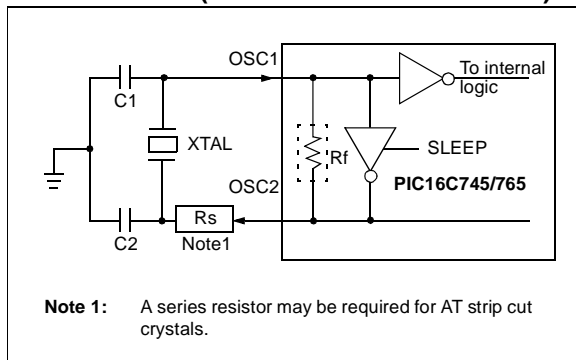 OSC1
To internal
logic
C1
XTAL
SLEEP
Rf
OSC2
PIC16C745/765
Rs
C2
Note1
Note 1: A series resistor may be required for AT strip cut
crystals.